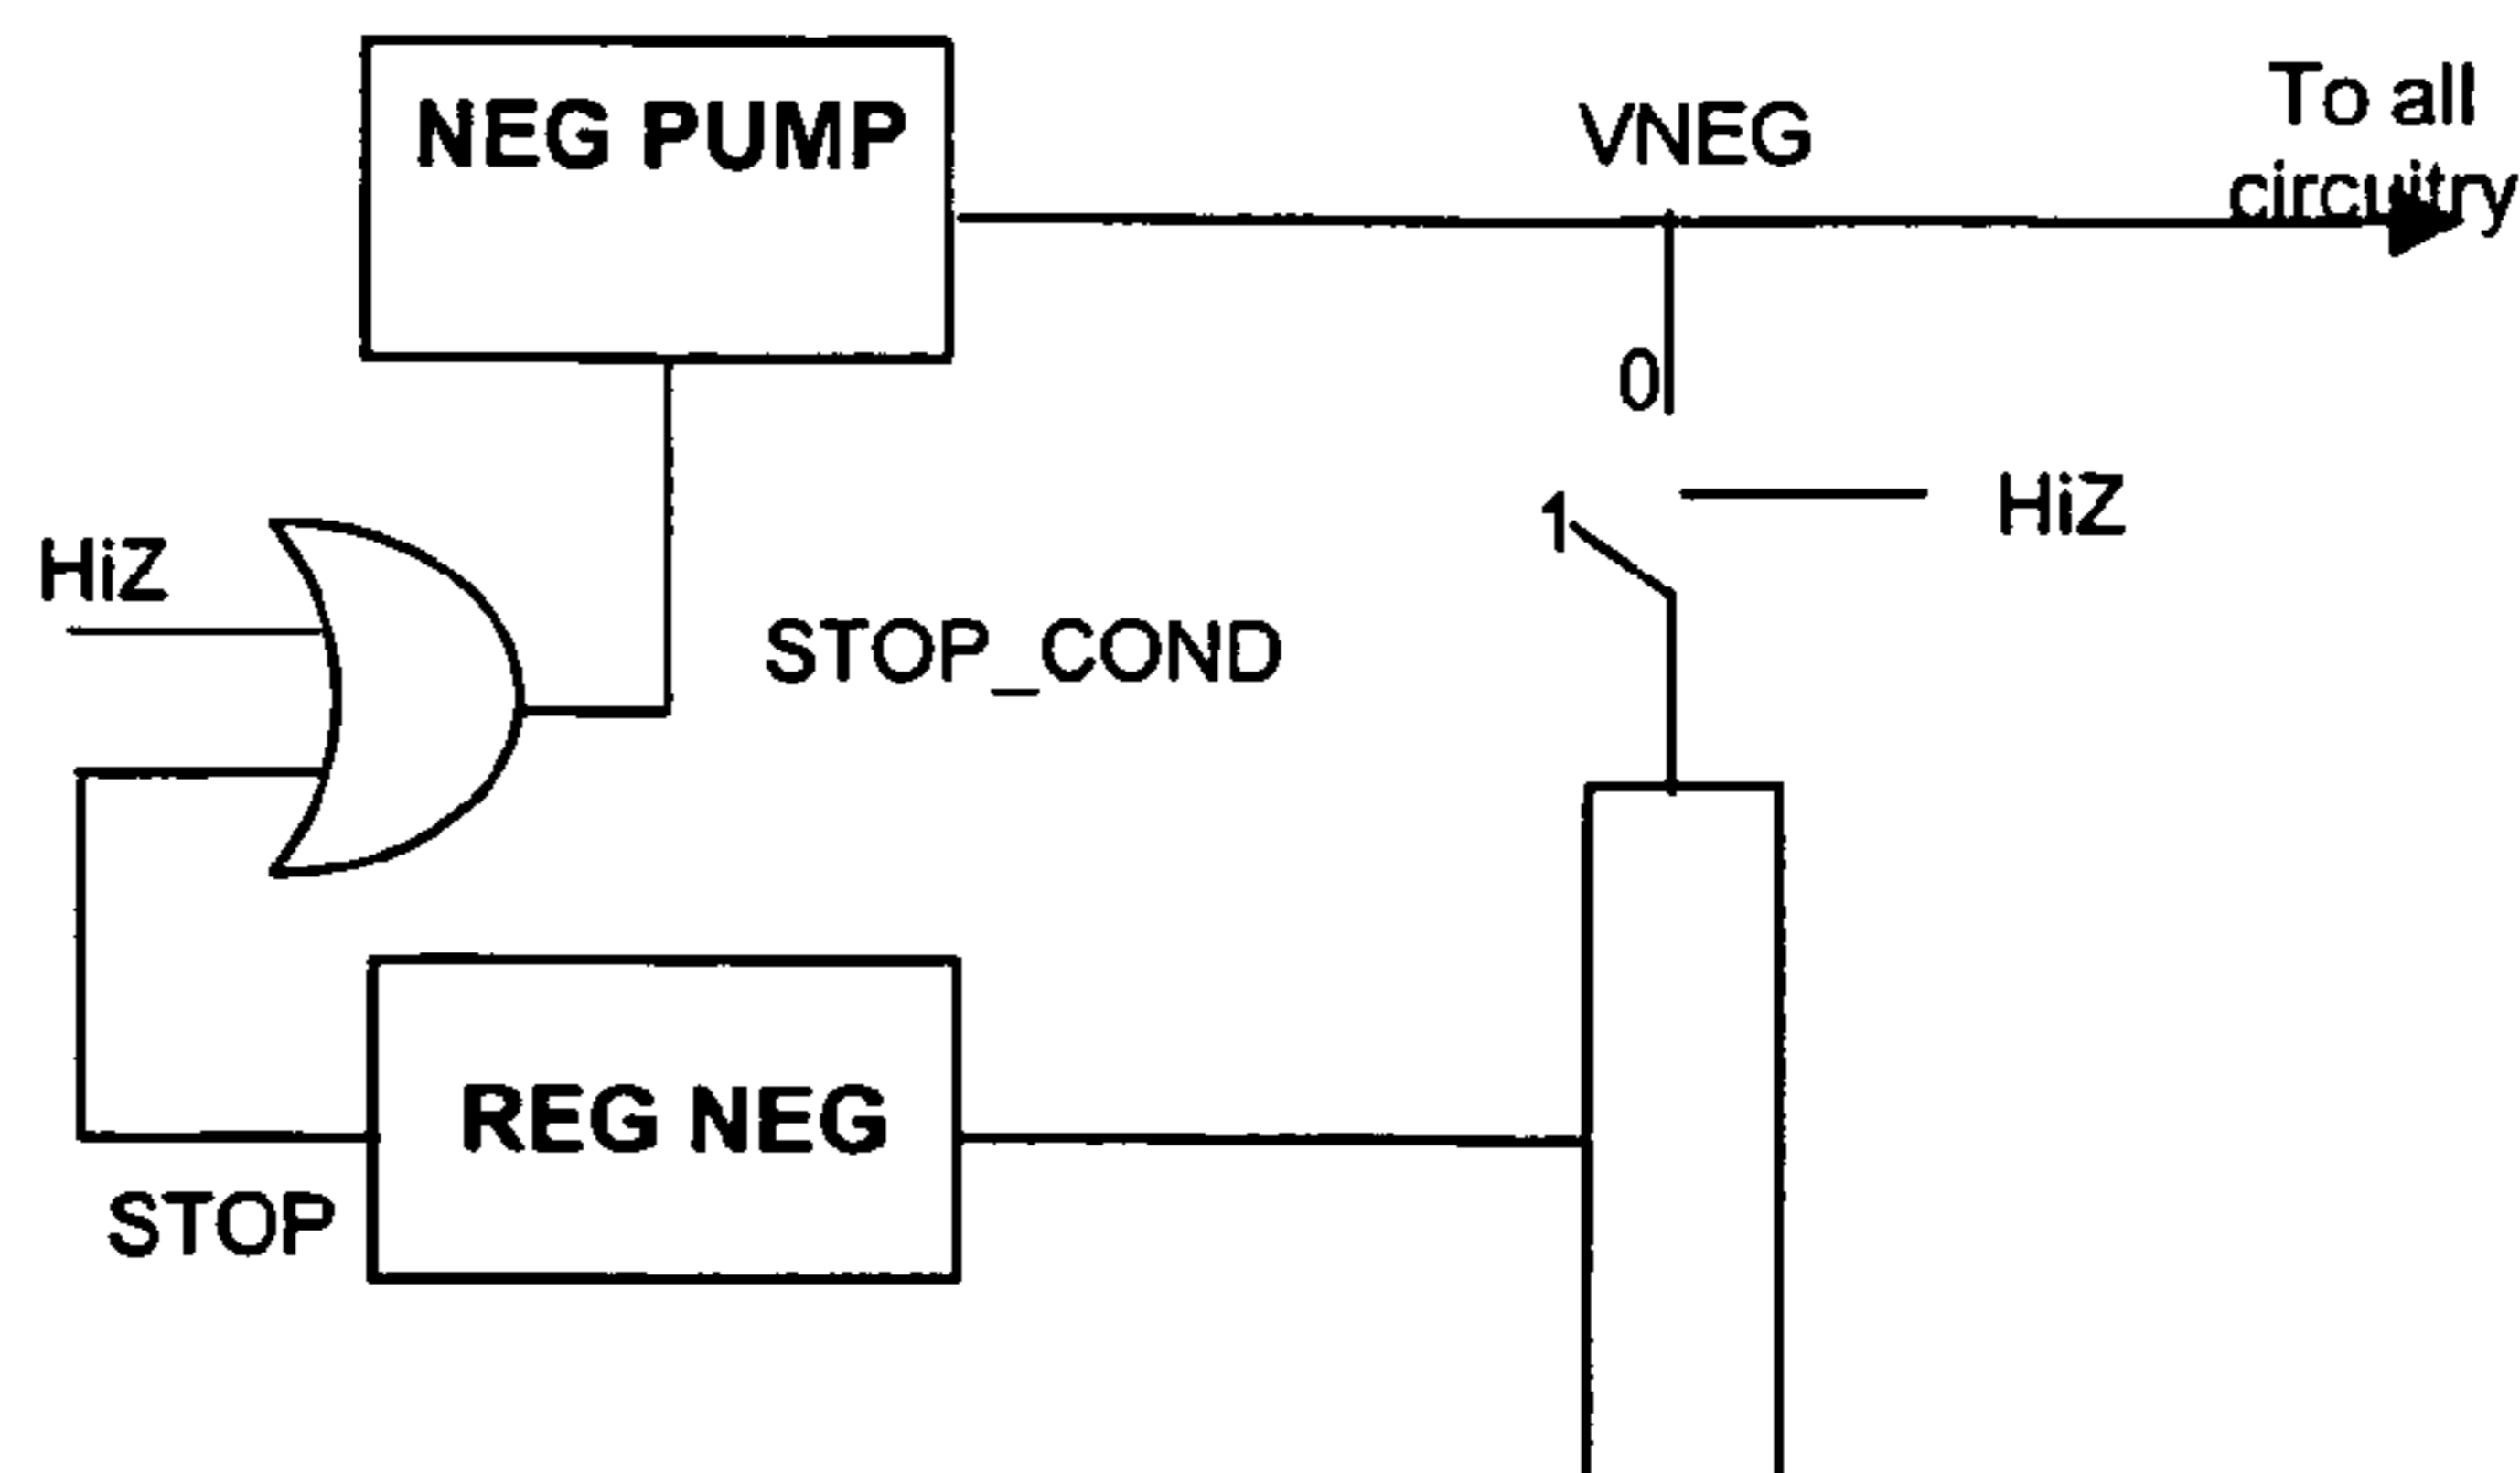 NEG PUMP
VNEG
To all
circuitry
0
HiZ
1
HiZ
STOP_COND
REG NEG
STOP